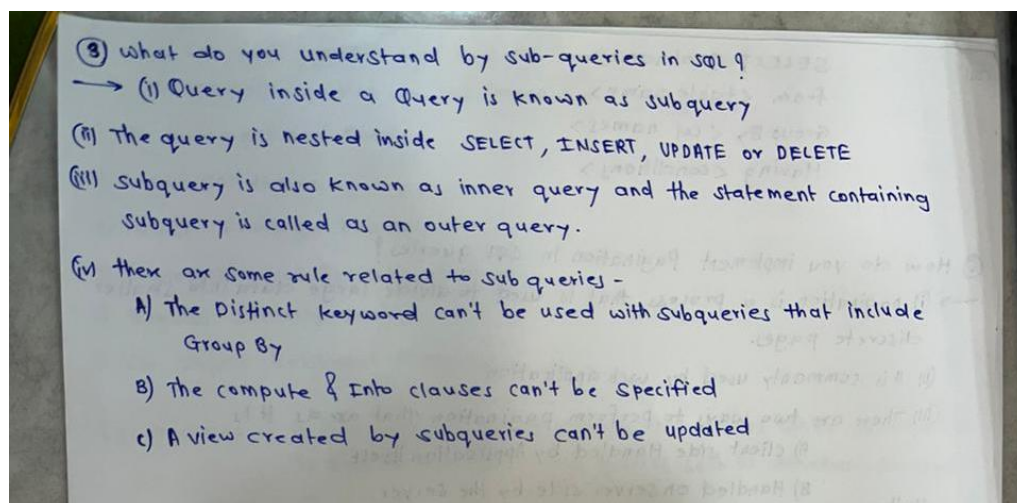 ③ what do you understand by sub-queries in SQL ?
→ (i) Query inside a Query is known as subquery
(ii) The query is nested inside SELECT, INSERT, UPDATE or DELETE
(iii) subquery is also known as inner query and the statement containing
subquery is called as an outer query.
(iv) there are some rule related to subqueries -
A) The Distinct keyword can't be used with subqueries that include
Group By
B) The compute & Into clauses can't be specified
c) A view created by subqueries can't be updated